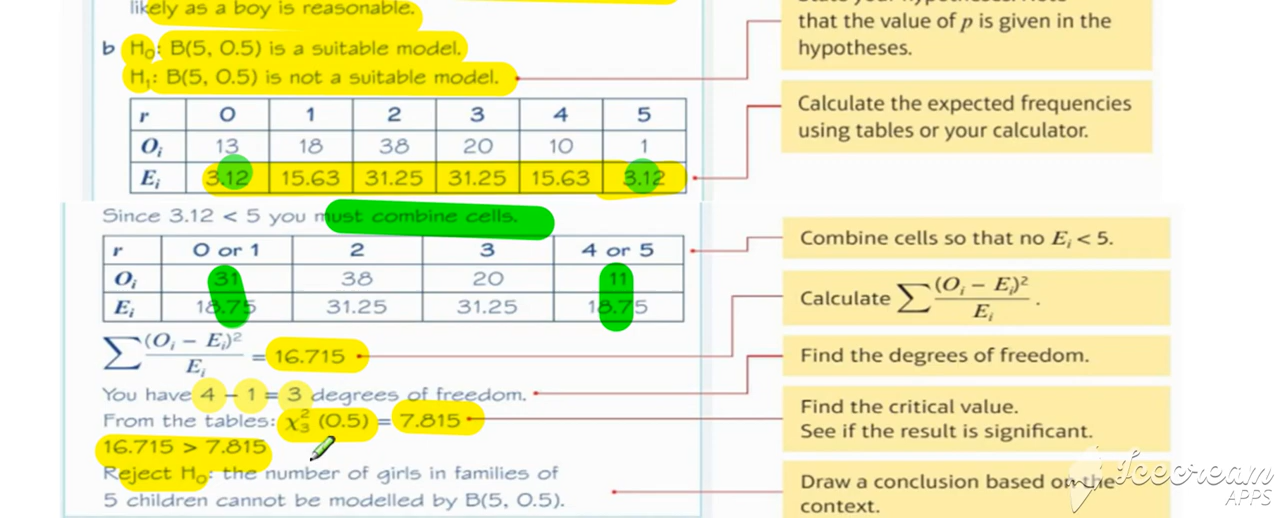 likely as a boy is reasonable.
b H₀: B(5, 0.5) is a suitable model.
H₁: B(5, 0.5) is not a suitable model.
r 0 1 2 3 4 5
Oᵢ 13 18 38 20 10 1
Eᵢ 3.12 15.63 31.25 31.25 15.63 3.12
Since 3.12 < 5 you must combine cells.
r 0 or 1 2 3 4 or 5
Oᵢ 31 38 20 11
Eᵢ 18.75 31.25 31.25 18.75
∑ (Oᵢ – Eᵢ)² / Eᵢ = 16.715
You have 4 – 1 = 3 degrees of freedom.
From the tables: χ²₃ (0.5) = 7.815
16.715 > 7.815
Reject H₀: the number of girls in families of
5 children cannot be modelled by B(5, 0.5).
that the value of p is given in the
hypotheses.
Calculate the expected frequencies
using tables or your calculator.
Combine cells so that no Eᵢ < 5.
Calculate ∑ (Oᵢ – Eᵢ)² / Eᵢ .
Find the degrees of freedom.
Find the critical value.
See if the result is significant.
Draw a conclusion based on the
context.
Icecream
APPS